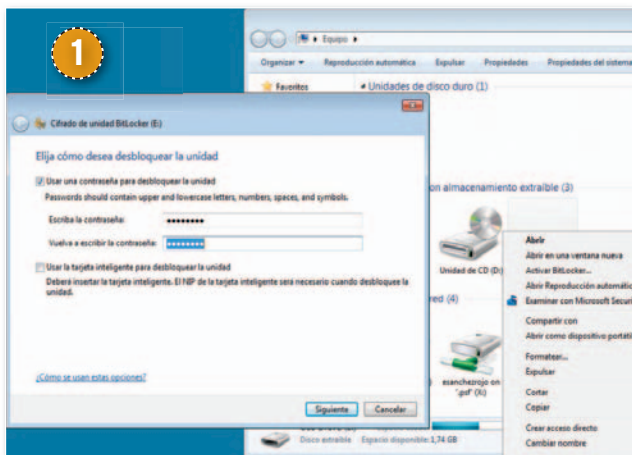 1
Equipo
Organizar
Reproducción automática
Expulsar
Propiedades
Propiedades del sistema
Favoritos
Unidades de disco duro (1)
Cifrado de unidad BitLocker (E:)
Elija cómo desea desbloquear la unidad
Usar una contraseña para desbloquear la unidad
Passwords should contain upper and lowercase letters, numbers, spaces, and symbols.
Escriba la contraseña:
Vuelva a escribir la contraseña:
Usar la tarjeta inteligente para desbloquear la unidad
Deberá insertar la tarjeta inteligente. El NIP de la tarjeta inteligente será necesario cuando desbloquee la
unidad.
¿Cómo se usan estas opciones?
Siguiente
Cancelar
on almacenamiento extraíble (3)
Unidad de CD (D:)
red (4)
esanchezrojo on
".psf" (X:)
Disco extraíble
Espacio disponible: 1,74 GB
Abrir
Abrir en una ventana nueva
Activar BitLocker...
Abrir Reproducción automátic
Examinar con Microsoft Securi
Compartir con
Abrir como dispositivo portáti
Formatear...
Expulsar
Cortar
Copiar
Crear acceso directo
Cambiar nombre